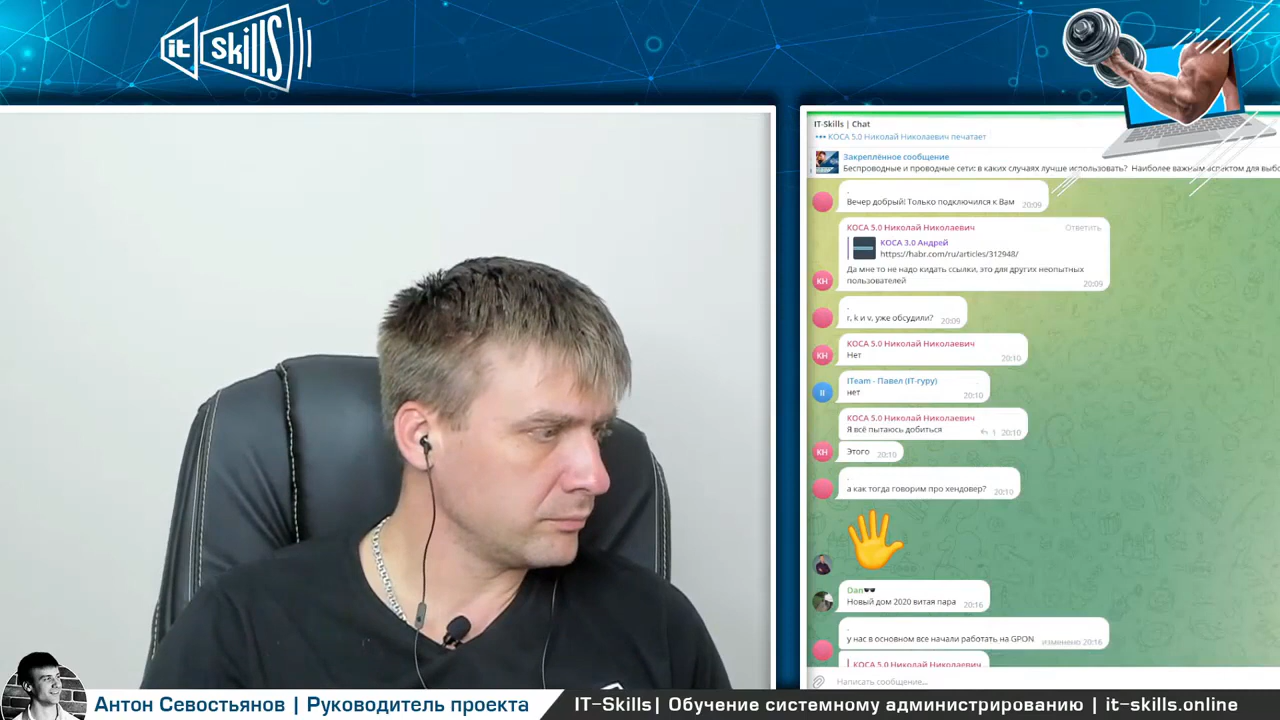 it skills
IT-Skills | Chat
КОСА 5.0 Николай Николаевич печатает
Закреплённое сообщение
Беспроводные и проводные сети: в каких случаях лучше использовать? Наиболее важным аспектом для выбо
.
Вечер добрый! Только подключился к Вам 20:09
КОСА 5.0 Николай Николаевич Ответить
КОСА 3.0 Андрей
https://habr.com/ru/articles/312948/
Да мне то не надо кидать ссылки, это для других неопытных
пользователей 20:09
КН
.
r, k и v, уже обсудили? 20:09
КОСА 5.0 Николай Николаевич
КН Нет 20:10
ITeam - Павел (IT-гуру)
нет 20:10
КОСА 5.0 Николай Николаевич
Я всё пытаюсь добиться 1 20:10
КН Этого 20:10
.
а как тогда говорим про хендовер? 20:10
Dan
Новый дом 2020 витая пара 20:16
.
у нас в основном все начали работать на GPON изменено 20:16
КОСА 5.0 Николай Николаевич
Написать сообщение...
Антон Севостьянов | Руководитель проекта
IT-Skills| Обучение системному администрированию | it-skills.online